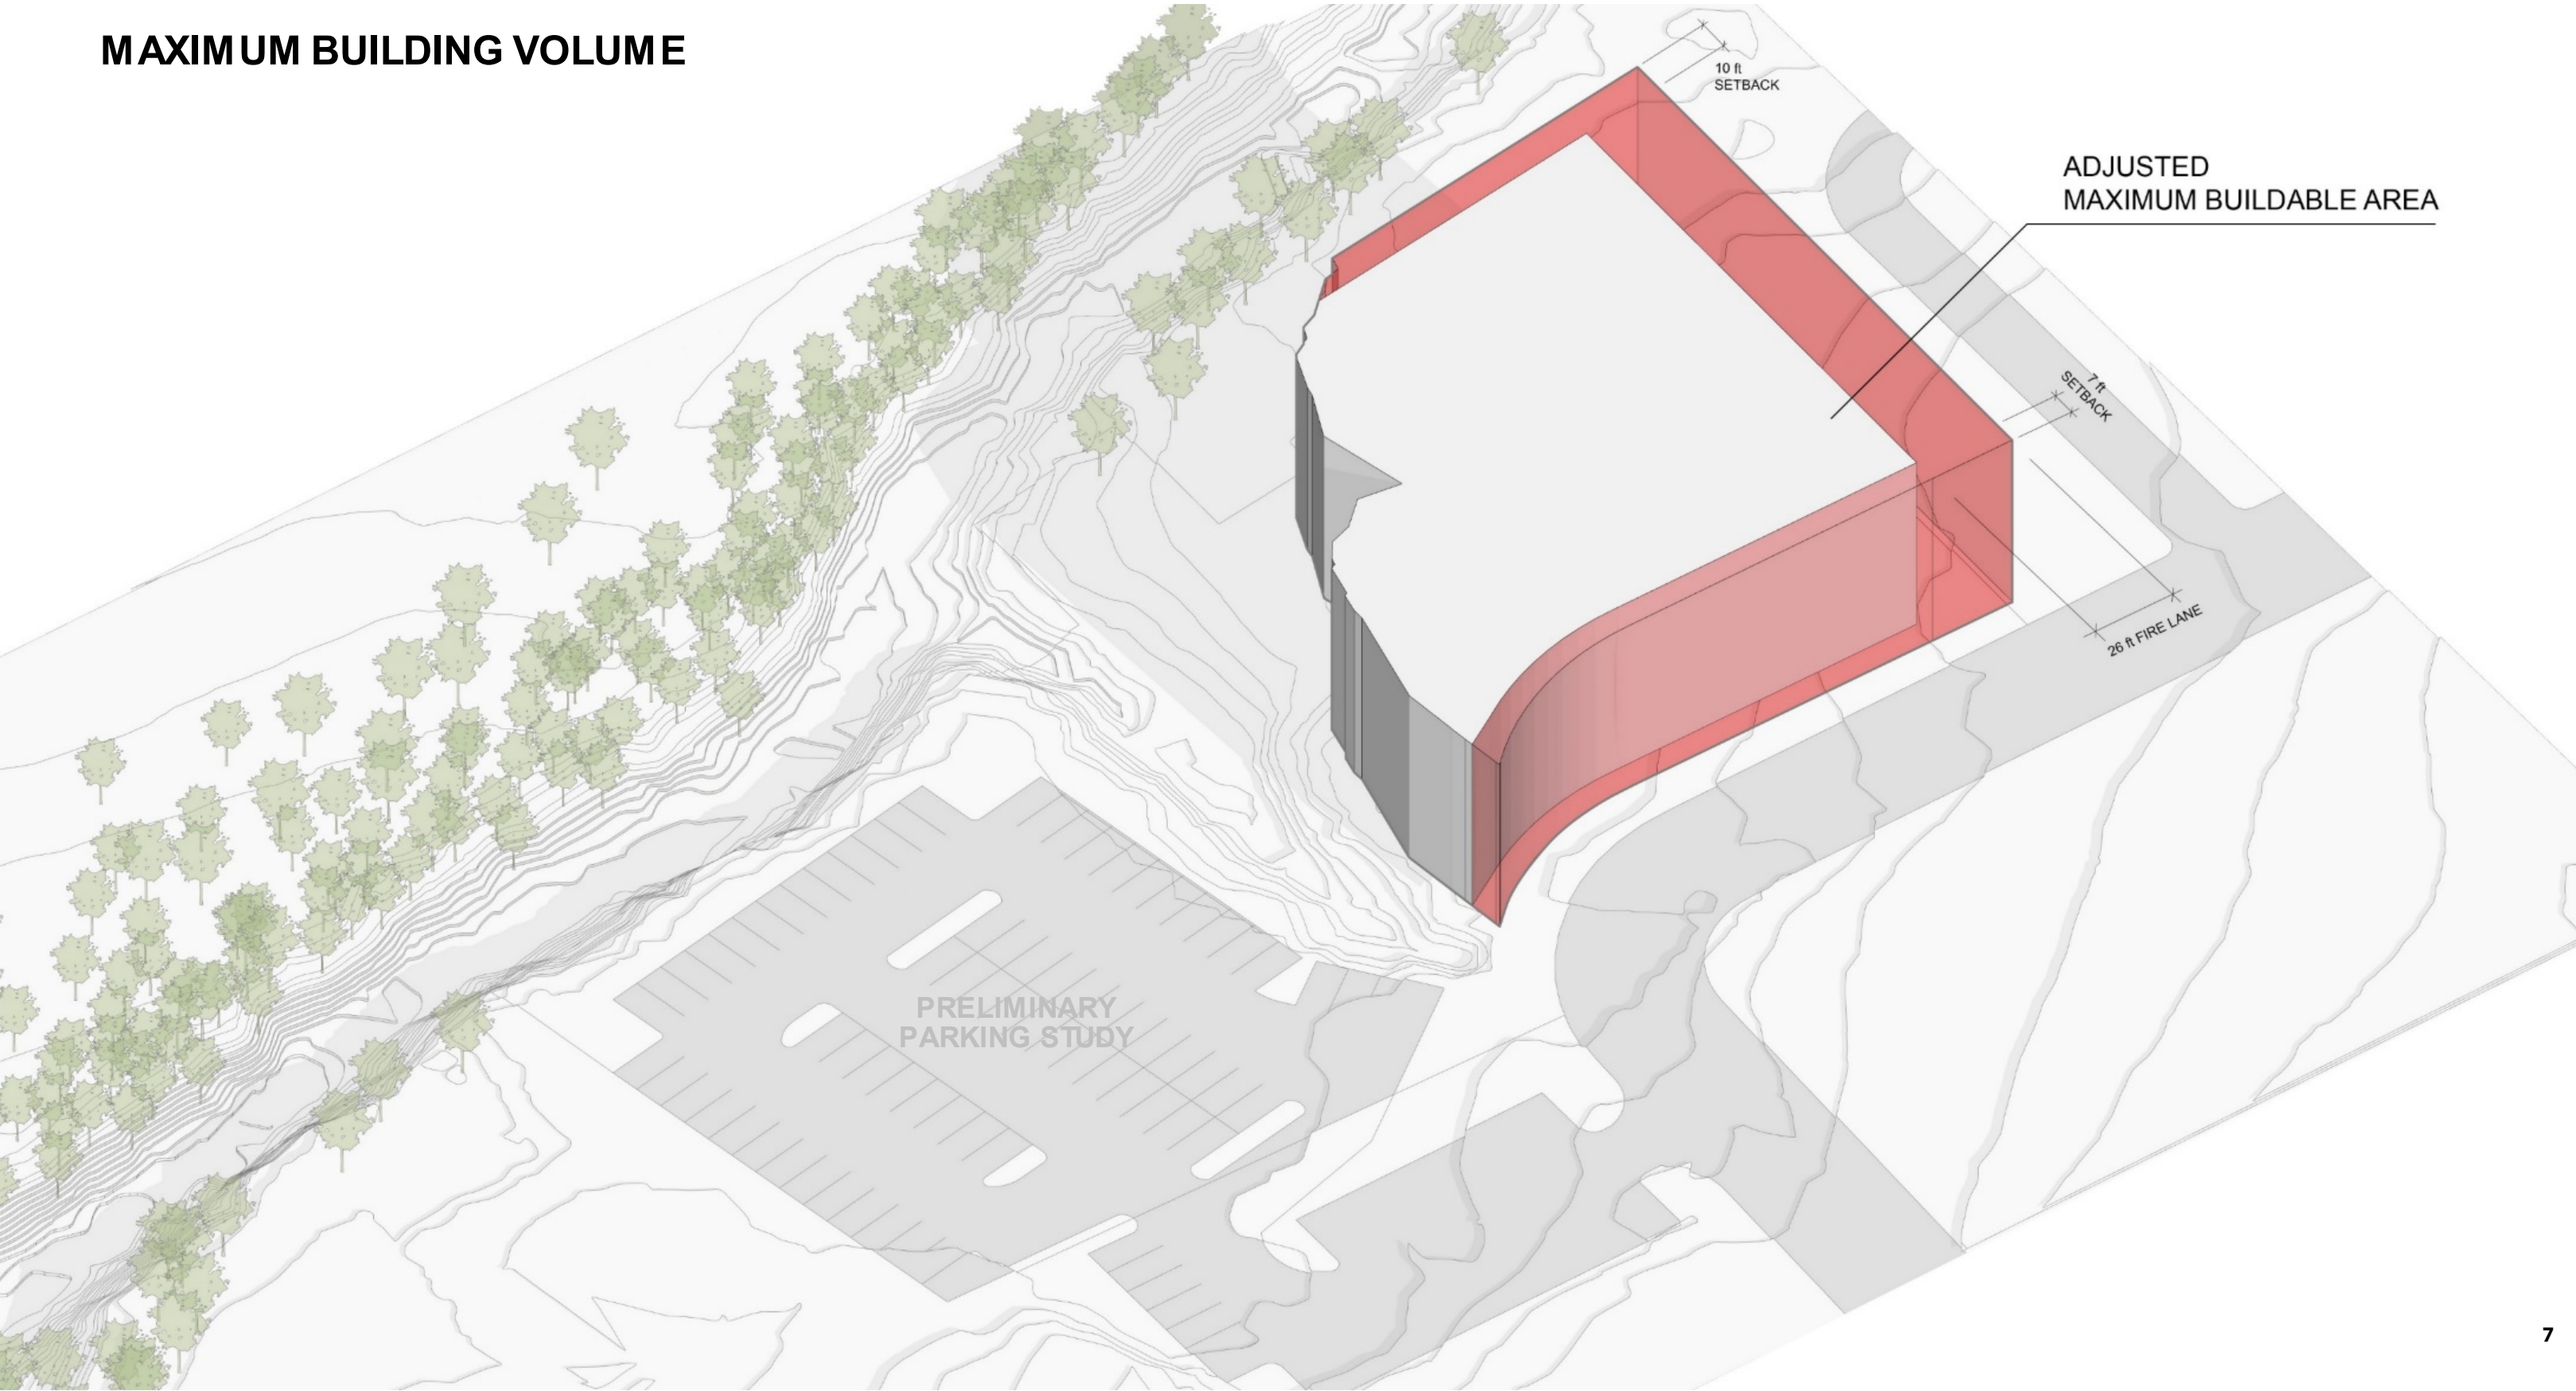 MAXIMUM BUILDING VOLUME
10 ft
SETBACK
ADJUSTED
MAXIMUM BUILDABLE AREA
7 ft
SETBACK
26 ft FIRE LANE
PRELIMINARY
PARKING STUDY
7